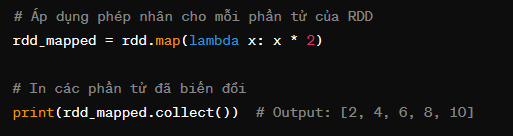 # Áp dụng phép nhân cho mỗi phần tử của RDD
rdd_mapped = rdd.map(lambda x: x * 2)
# In các phần tử đã biến đổi
print(rdd_mapped.collect())  # Output: [2, 4, 6, 8, 10]